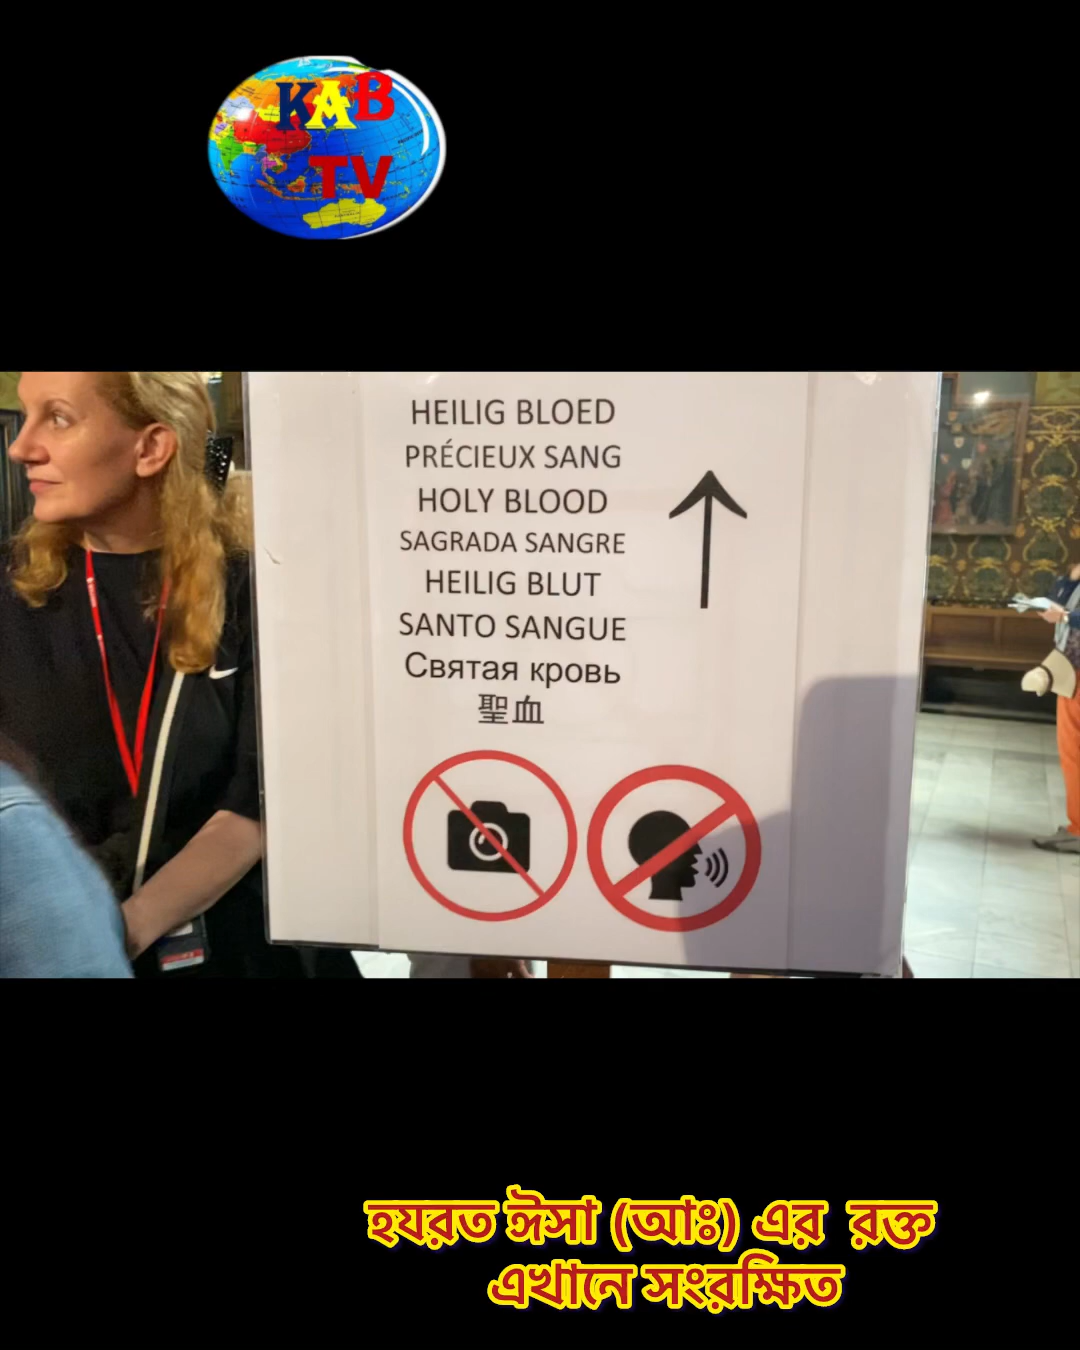 KAB
TV
HEILIG BLOED
PRÉCIEUX SANG
HOLY BLOOD
SAGRADA SANGRE
HEILIG BLUT
SANTO SANGUE
Святая кровь
聖血
হযরত ঈসা (আঃ) এর রক্ত
এখানে সংরক্ষিত